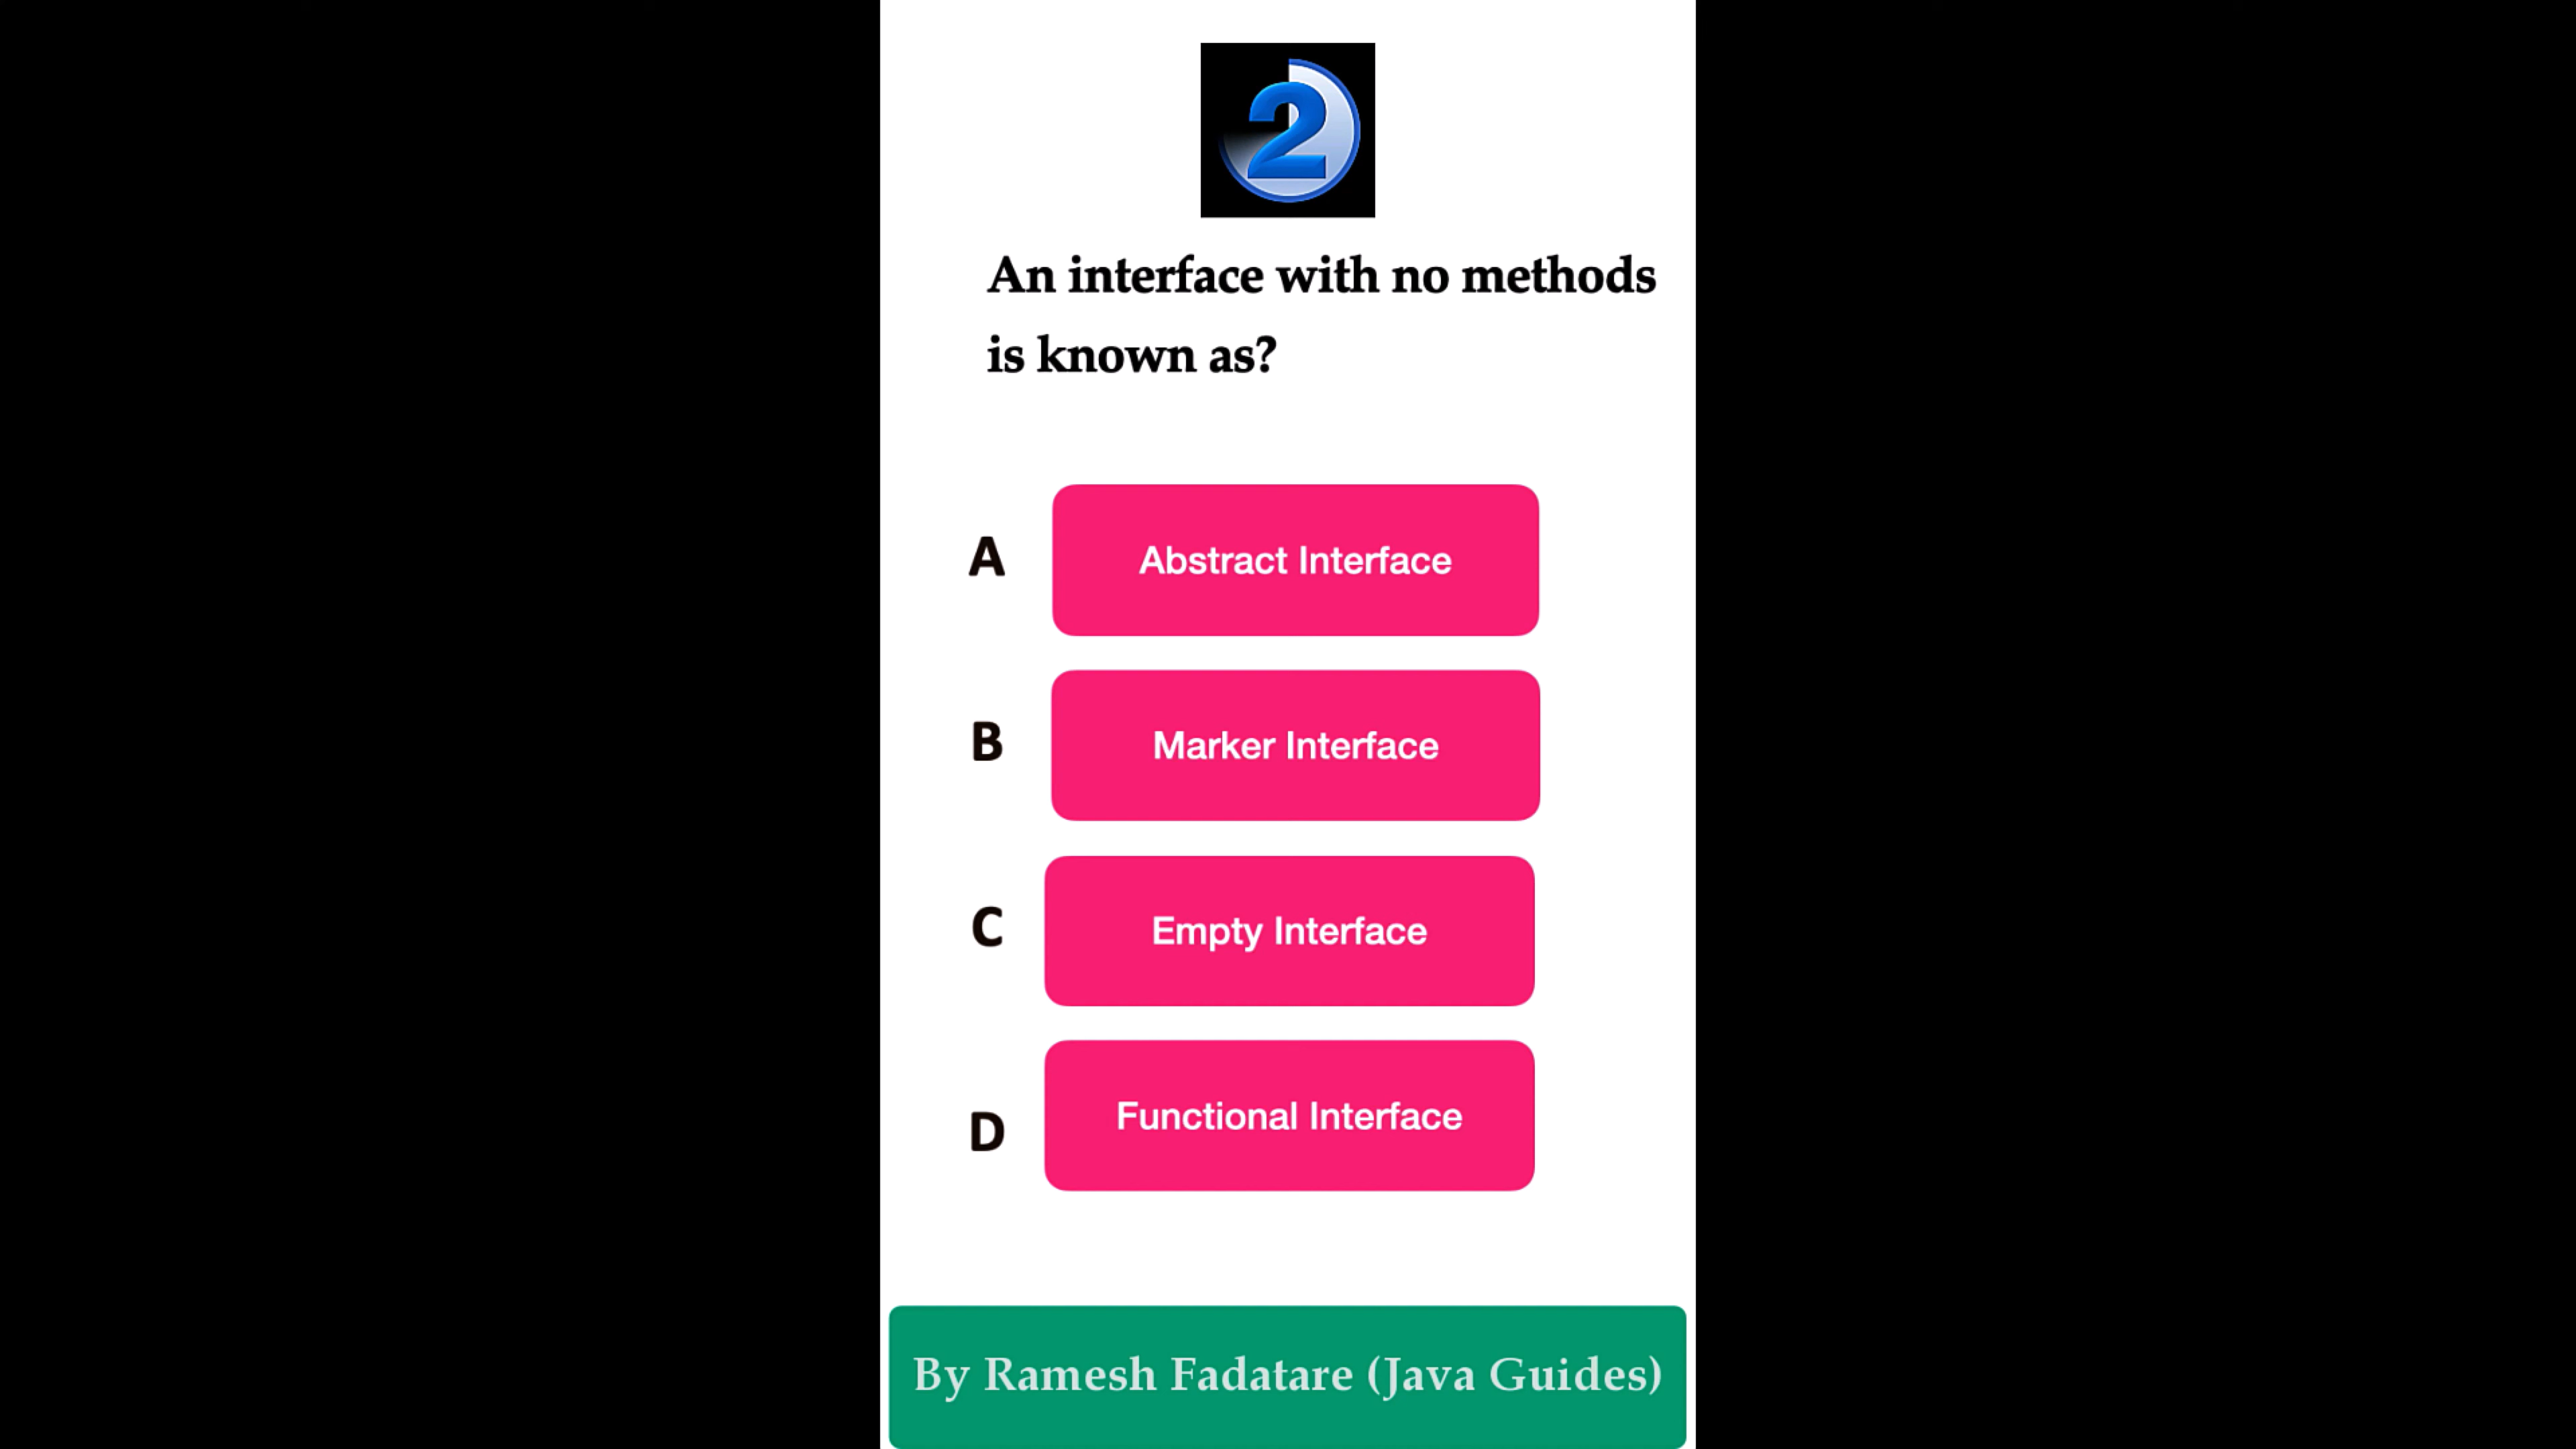 2
An interface with no methods
is known as?
A
Abstract Interface
B
Marker Interface
C
Empty Interface
D
Functional Interface
By Ramesh Fadatare (Java Guides)